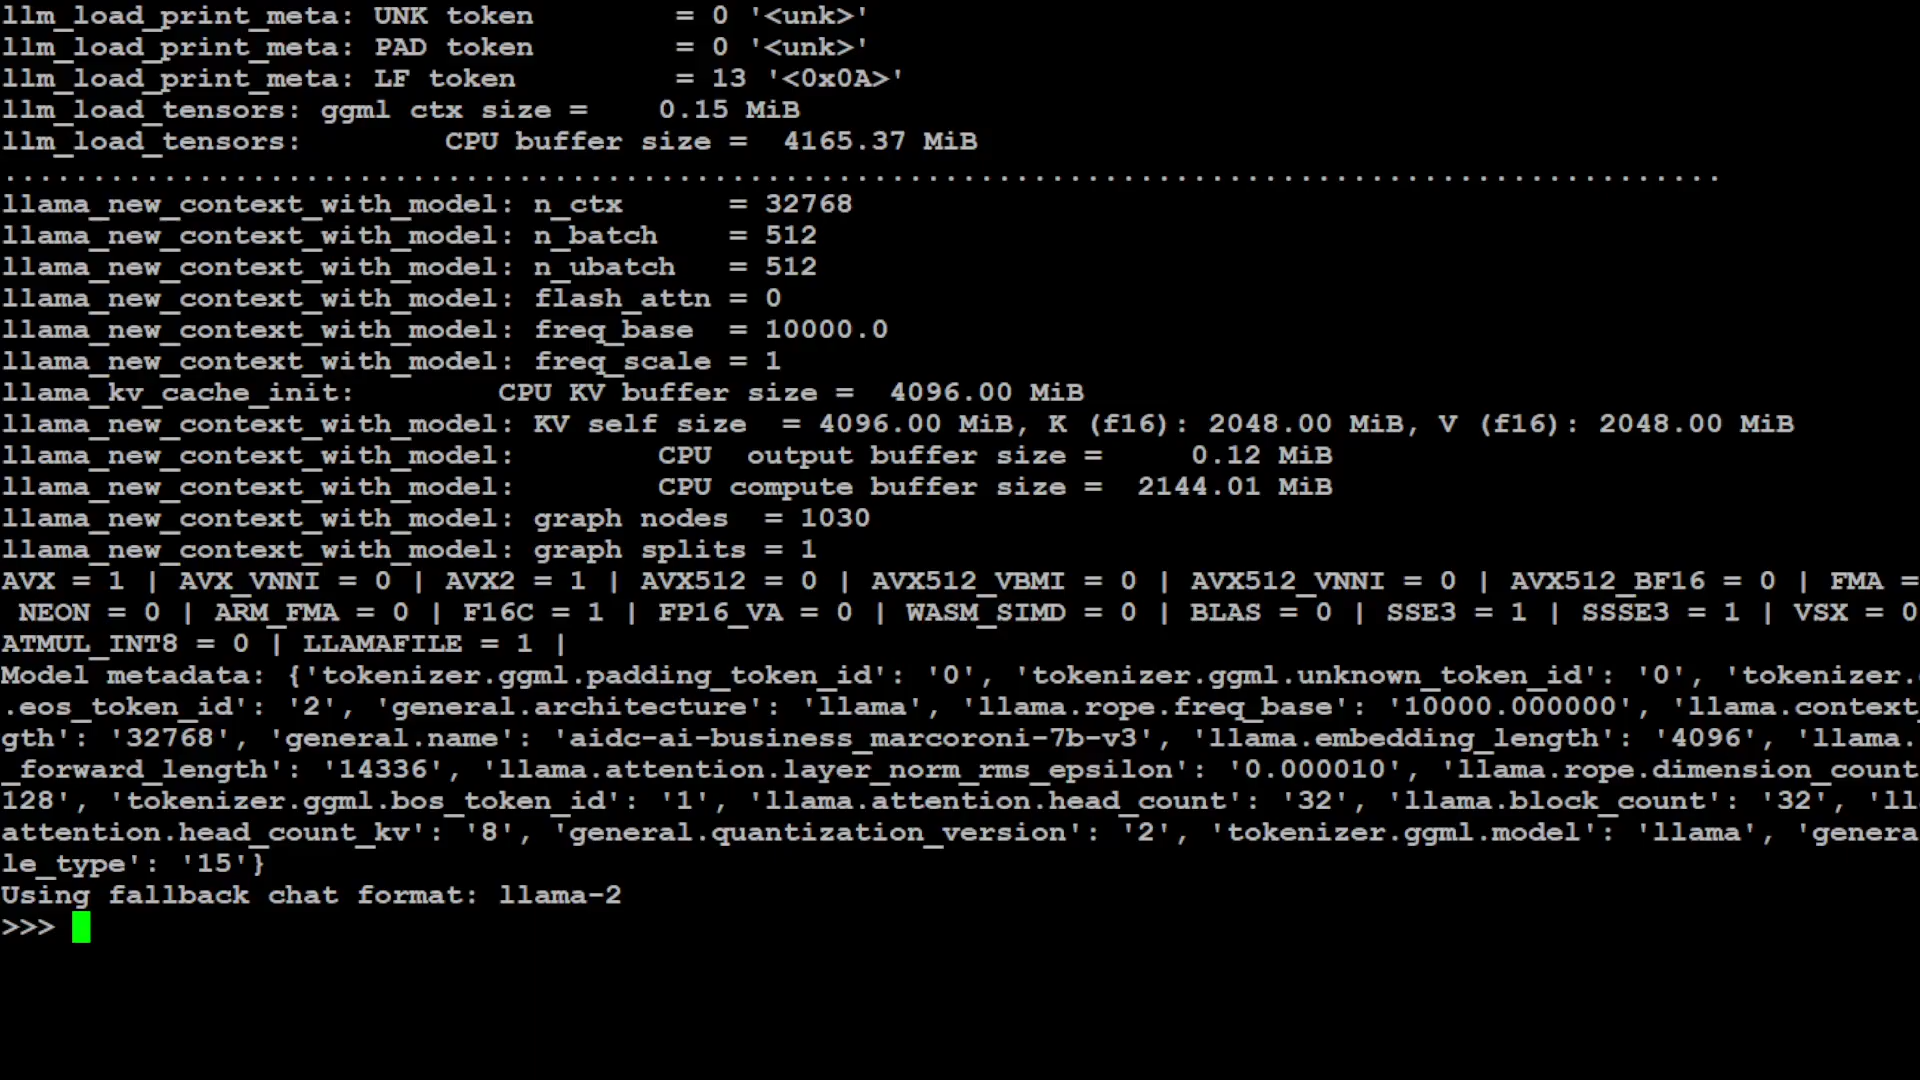 llm_load_print_meta: UNK token        = 0 '<unk>'
llm_load_print_meta: PAD token        = 0 '<unk>'
llm_load_print_meta: LF token         = 13 '<0x0A>'
llm_load_tensors: ggml ctx size =    0.15 MiB
llm_load_tensors:        CPU buffer size =  4165.37 MiB
.................................................................................................
llama_new_context_with_model: n_ctx      = 32768
llama_new_context_with_model: n_batch    = 512
llama_new_context_with_model: n_ubatch   = 512
llama_new_context_with_model: flash_attn = 0
llama_new_context_with_model: freq_base  = 10000.0
llama_new_context_with_model: freq_scale = 1
llama_kv_cache_init:        CPU KV buffer size =  4096.00 MiB
llama_new_context_with_model: KV self size  = 4096.00 MiB, K (f16): 2048.00 MiB, V (f16): 2048.00 MiB
llama_new_context_with_model:        CPU  output buffer size =     0.12 MiB
llama_new_context_with_model:        CPU compute buffer size =  2144.01 MiB
llama_new_context_with_model: graph nodes  = 1030
llama_new_context_with_model: graph splits = 1
AVX = 1 | AVX_VNNI = 0 | AVX2 = 1 | AVX512 = 0 | AVX512_VBMI = 0 | AVX512_VNNI = 0 | AVX512_BF16 = 0 | FMA =
 NEON = 0 | ARM_FMA = 0 | F16C = 1 | FP16_VA = 0 | WASM_SIMD = 0 | BLAS = 0 | SSE3 = 1 | SSSE3 = 1 | VSX = 0
ATMUL_INT8 = 0 | LLAMAFILE = 1 |
Model metadata: {'tokenizer.ggml.padding_token_id': '0', 'tokenizer.ggml.unknown_token_id': '0', 'tokenizer.
.eos_token_id': '2', 'general.architecture': 'llama', 'llama.rope.freq_base': '10000.000000', 'llama.context_
gth': '32768', 'general.name': 'aidc-ai-business_marcoroni-7b-v3', 'llama.embedding_length': '4096', 'llama.
_forward_length': '14336', 'llama.attention.layer_norm_rms_epsilon': '0.000010', 'llama.rope.dimension_count
128', 'tokenizer.ggml.bos_token_id': '1', 'llama.attention.head_count': '32', 'llama.block_count': '32', 'll
attention.head_count_kv': '8', 'general.quantization_version': '2', 'tokenizer.ggml.model': 'llama', 'genera
le_type': '15'}
Using fallback chat format: llama-2
>>>